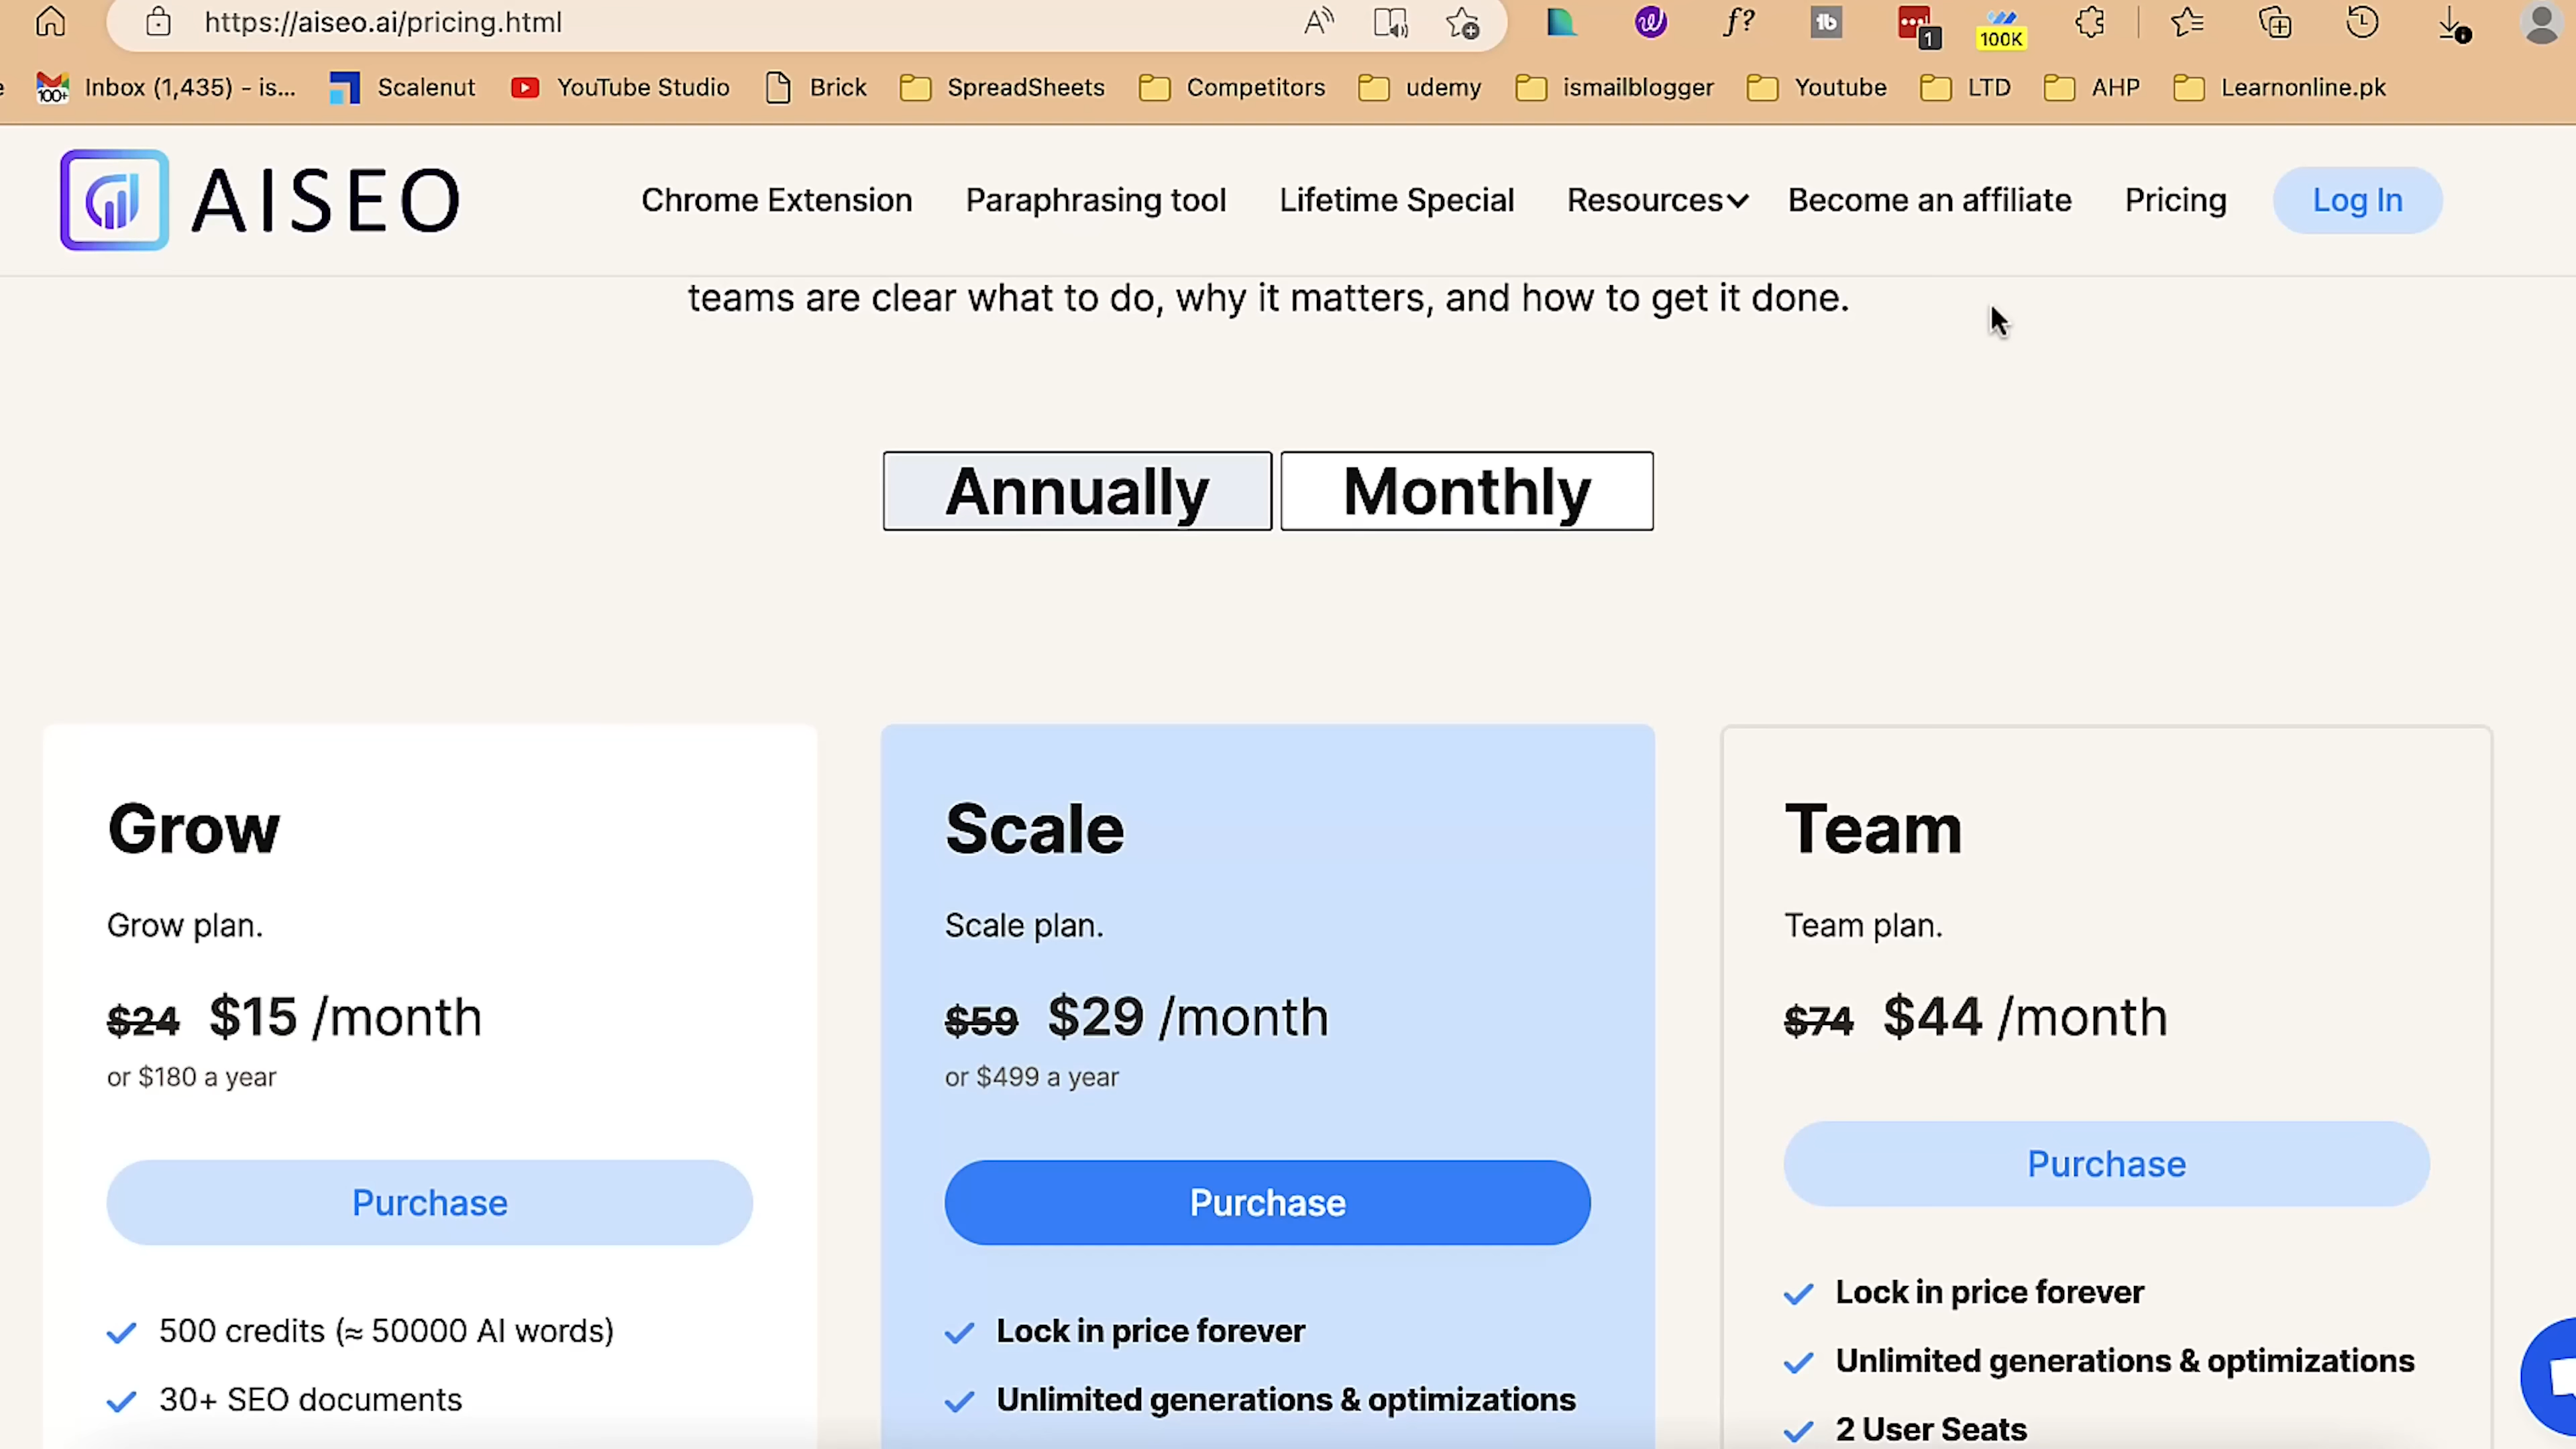 https://aiseo.ai/pricing.html
1
100K
100+
Inbox (1,435) - is...
Scalenut
YouTube Studio
Brick
SpreadSheets
Competitors
udemy
ismailblogger
Youtube
LTD
AHP
Learnonline.pk
AISEO
Chrome Extension
Paraphrasing tool
Lifetime Special
Resources
Become an affiliate
Pricing
Log In
teams are clear what to do, why it matters, and how to get it done.
Annually
Monthly
Grow
Grow plan.
$24 $15 /month
or $180 a year
Purchase
500 credits (≈ 50000 AI words)
30+ SEO documents
Scale
Scale plan.
$59 $29 /month
or $499 a year
Purchase
Lock in price forever
Unlimited generations & optimizations
Team
Team plan.
$74 $44 /month
Purchase
Lock in price forever
Unlimited generations & optimizations
2 User Seats